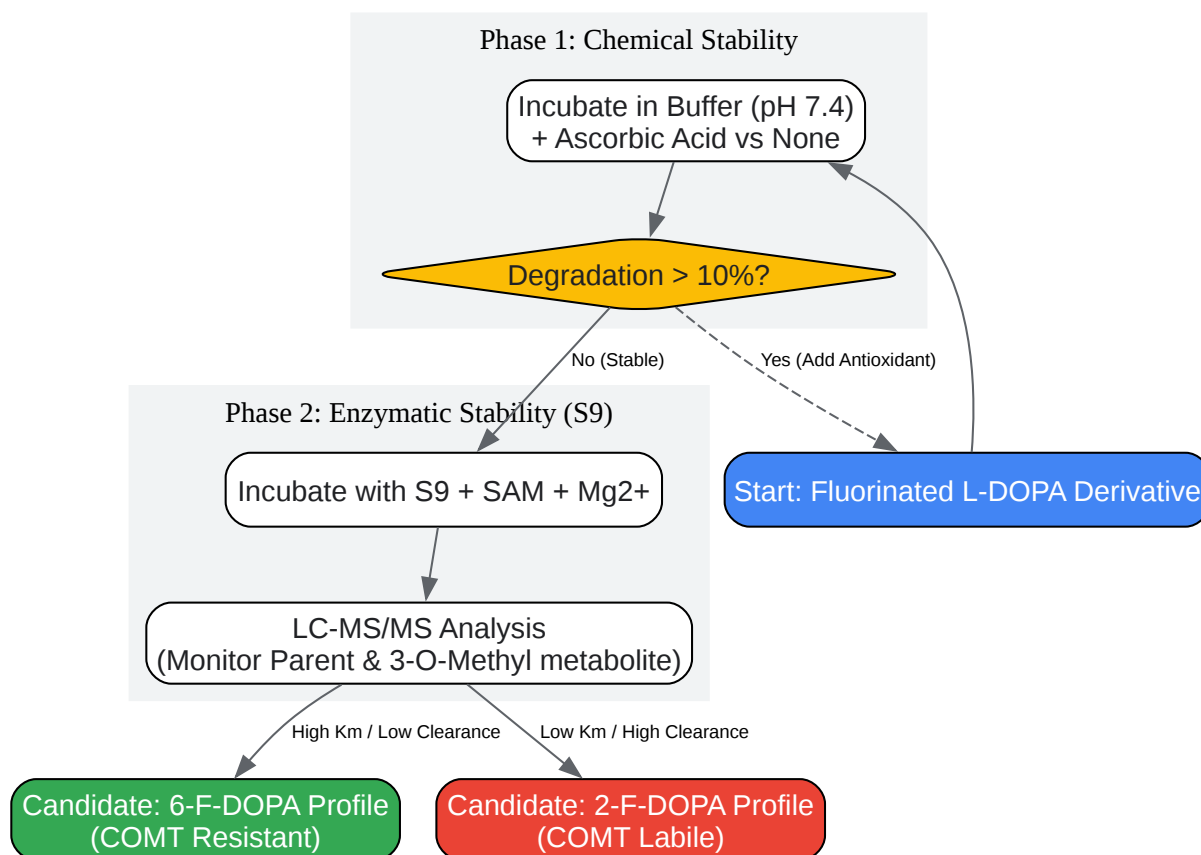 Phase 1: Chemical Stability
Incubate in Buffer (pH 7.4)
+ Ascorbic Acid vs None
Degradation > 10%?
No (Stable)
Yes (Add Antioxidant)
Phase 2: Enzymatic Stability (S9)
Incubate with S9 + SAM + Mg2+
Start: Fluorinated L-DOPA Derivative
LC-MS/MS Analysis
(Monitor Parent & 3-O-Methyl metabolite)
High Km / Low Clearance
Low Km / High Clearance
Candidate: 6-F-DOPA Profile
(COMT Resistant)
Candidate: 2-F-DOPA Profile
(COMT Labile)